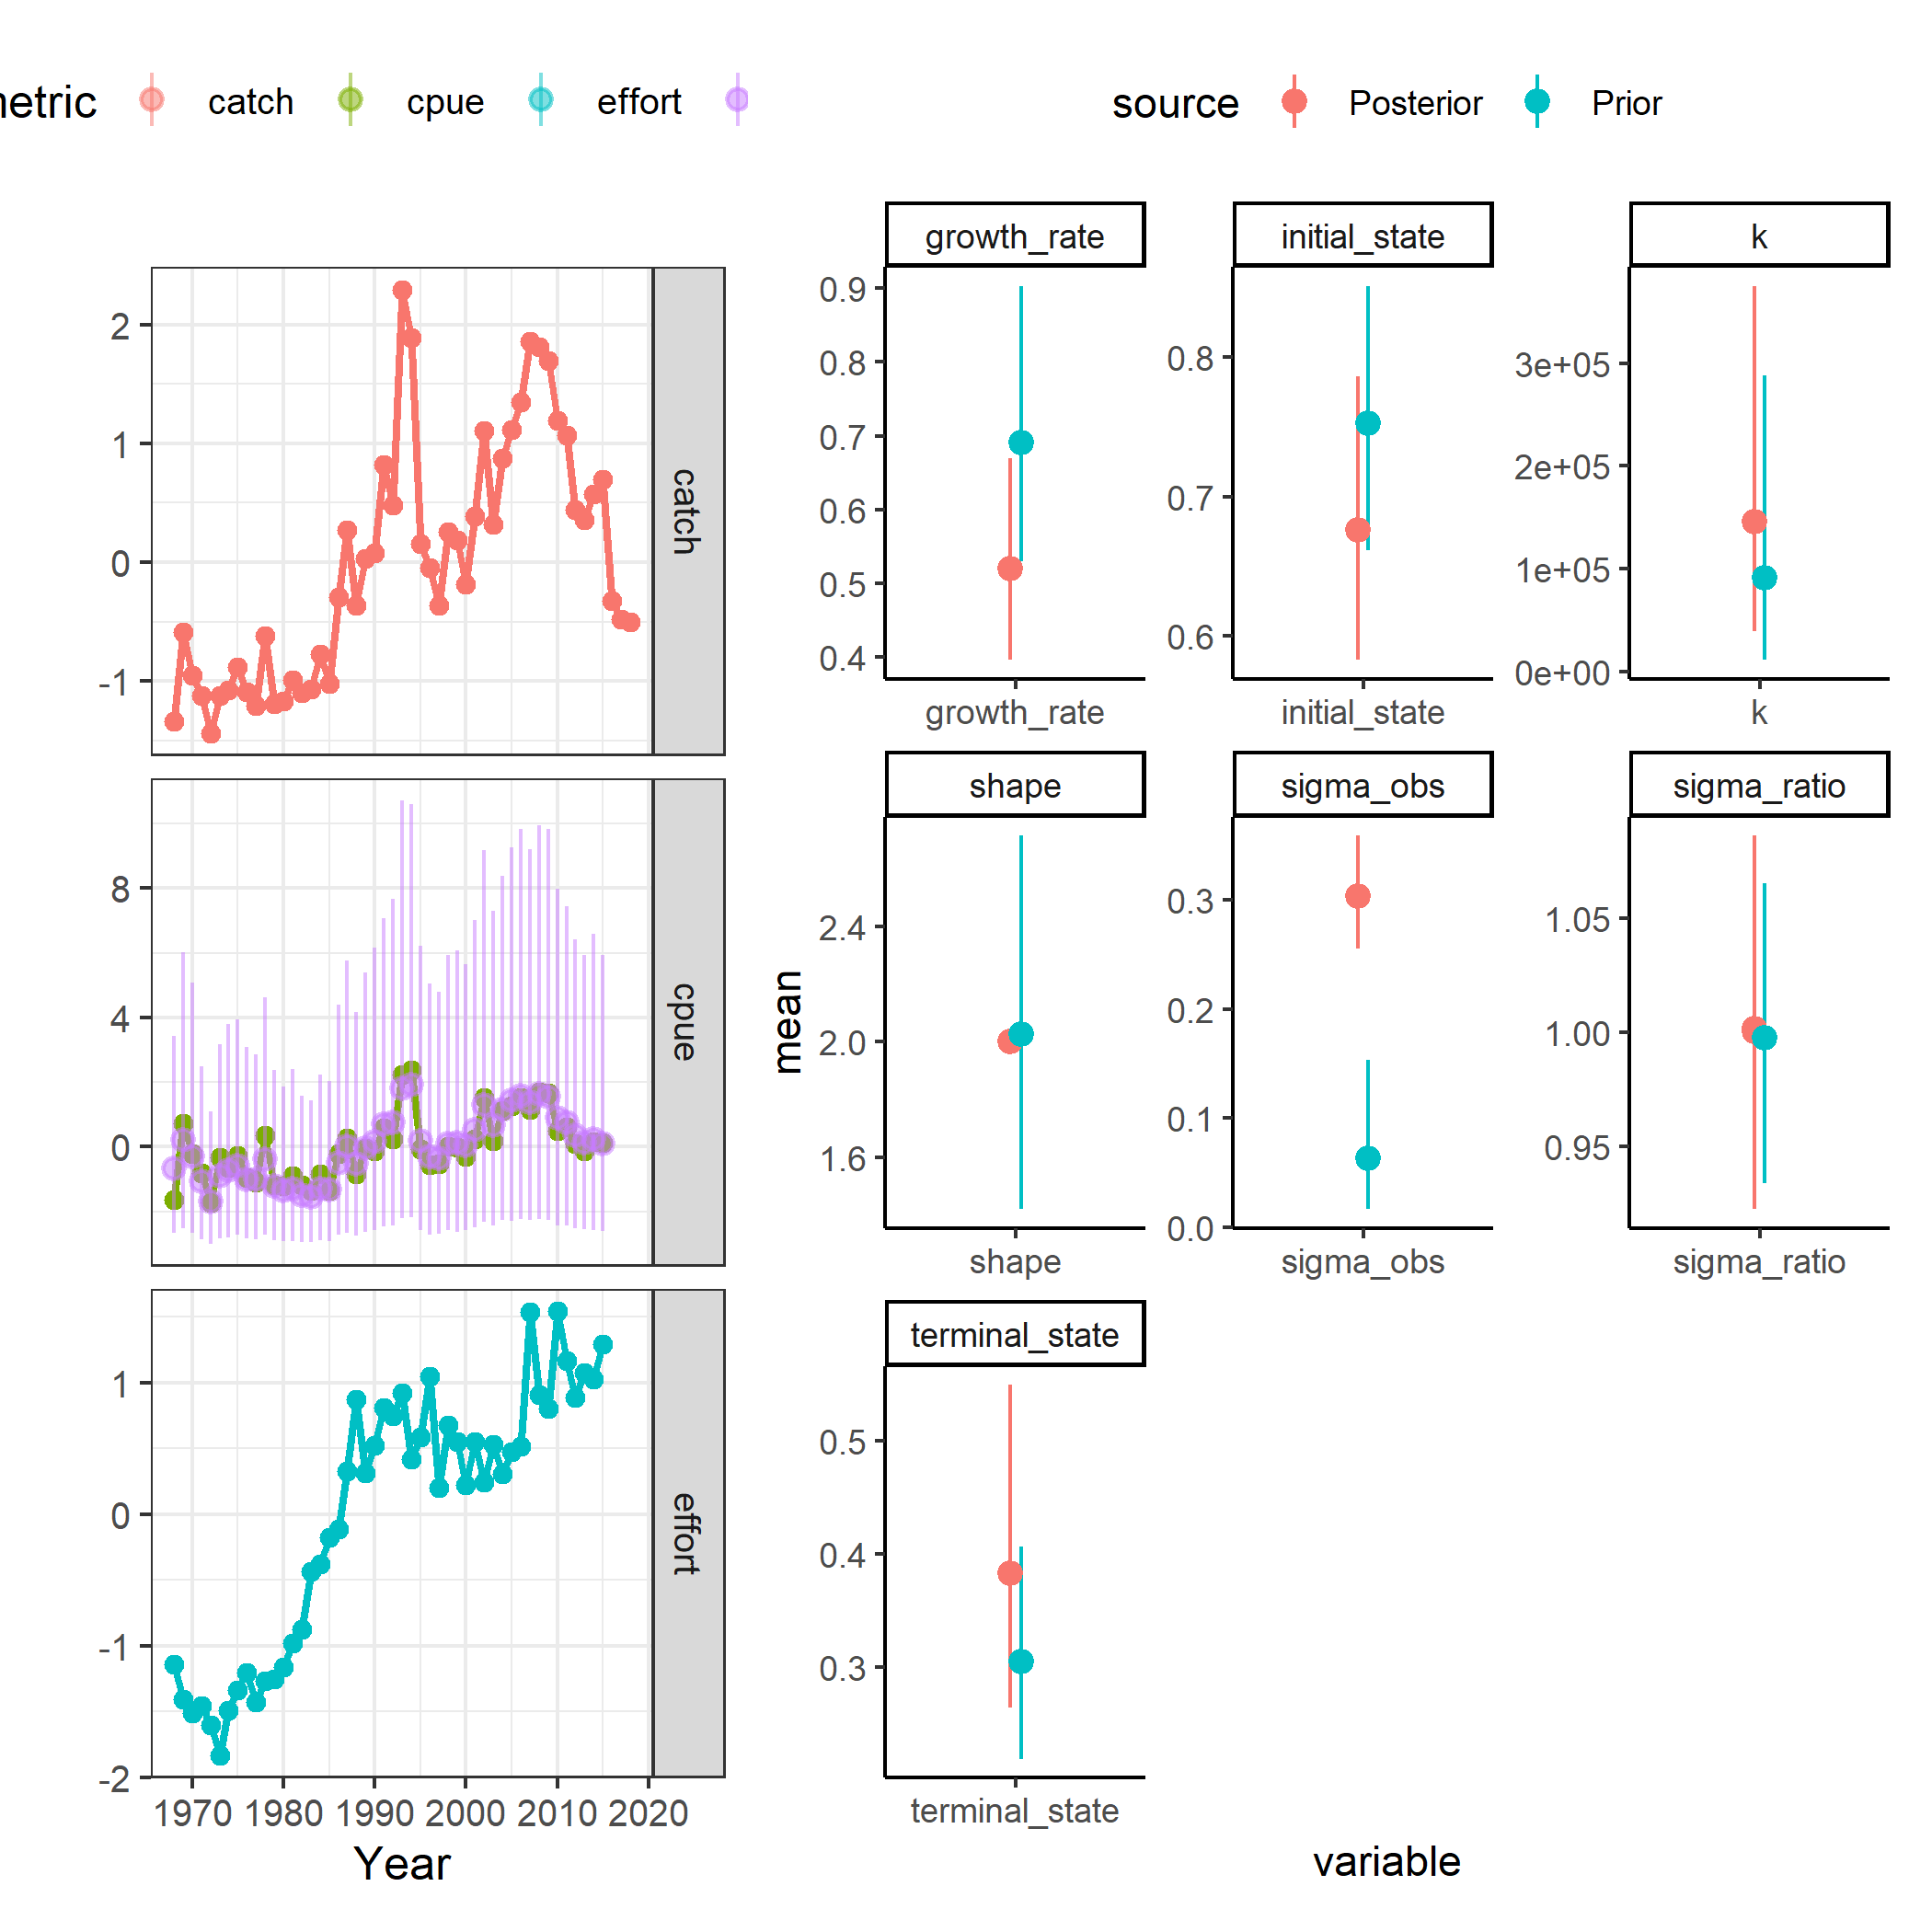 netric catch cpue effort
source Posterior Prior
2
1
0
-1
catch
8
4
0
cpue
1
0
-1
-2
effort
1970 1980 1990 2000 2010 2020
Year
mean
growth_rate
0.9
0.8
0.7
0.6
0.5
0.4
growth_rate
initial_state
0.8
0.7
0.6
initial_state
k
3e+05
2e+05
1e+05
0e+00
k
shape
2.4
2.0
1.6
shape
sigma_obs
0.3
0.2
0.1
0.0
sigma_obs
sigma_ratio
1.05
1.00
0.95
sigma_ratio
terminal_state
0.5
0.4
0.3
terminal_state
variable